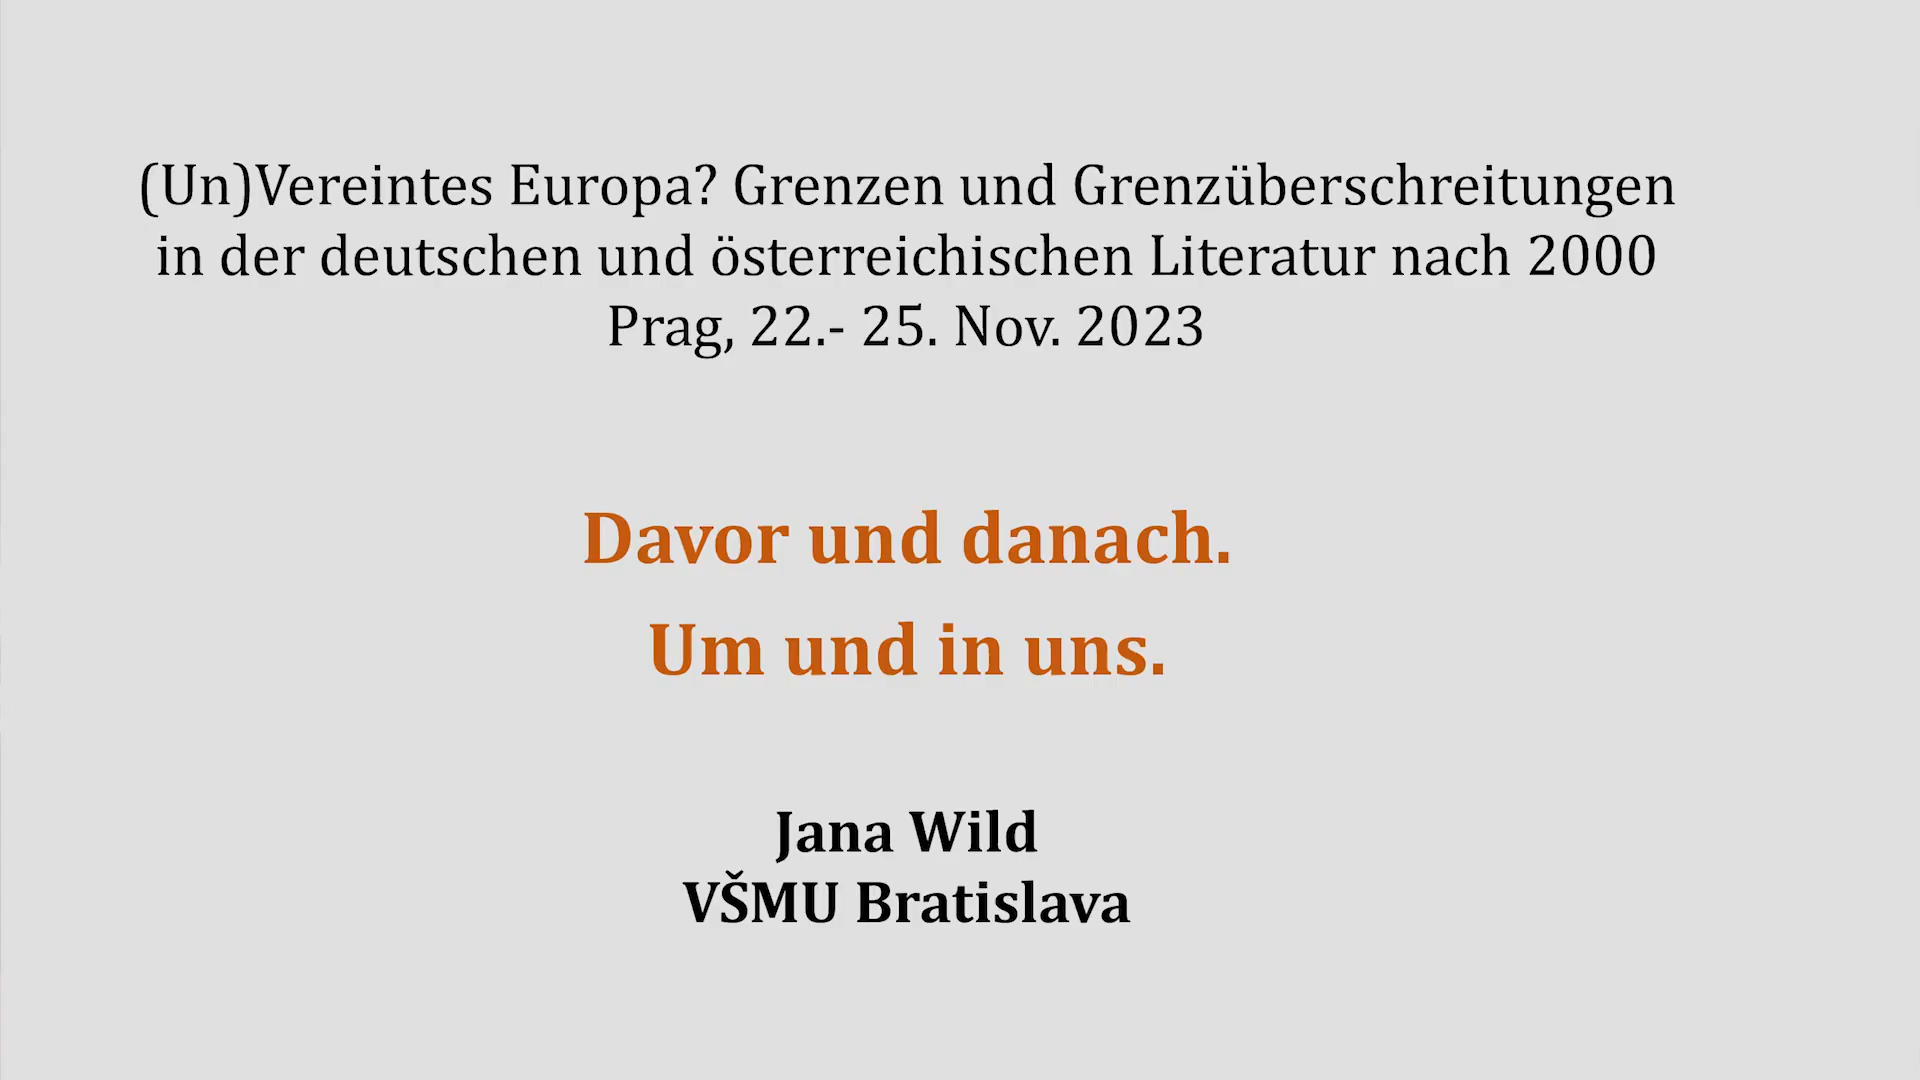 (Un)Vereintes Europa? Grenzen und Grenzüberschreitungen
in der deutschen und österreichischen Literatur nach 2000
Prag, 22.- 25. Nov. 2023
Davor und danach.
Um und in uns.
Jana Wild
VŠMU Bratislava